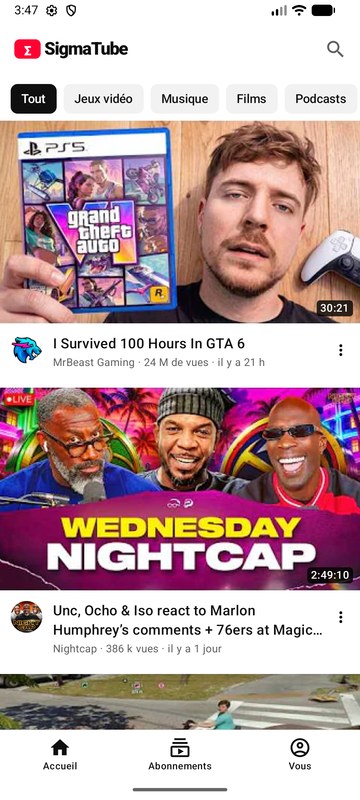 3:47
SigmaTube
Tout
Jeux vidéo
Musique
Films
Podcasts
PS5
grand
theft
auto
VI
R
30:21
I Survived 100 Hours In GTA 6
MrBeast Gaming · 24 M de vues · il y a 21 h
LIVE
WEDNESDAY
NIGHTCAP
2:49:10
Unc, Ocho & Iso react to Marlon
Humphrey’s comments + 76ers at Magic...
Nightcap · 386 k vues · il y a 1 jour
Accueil
Abonnements
Vous